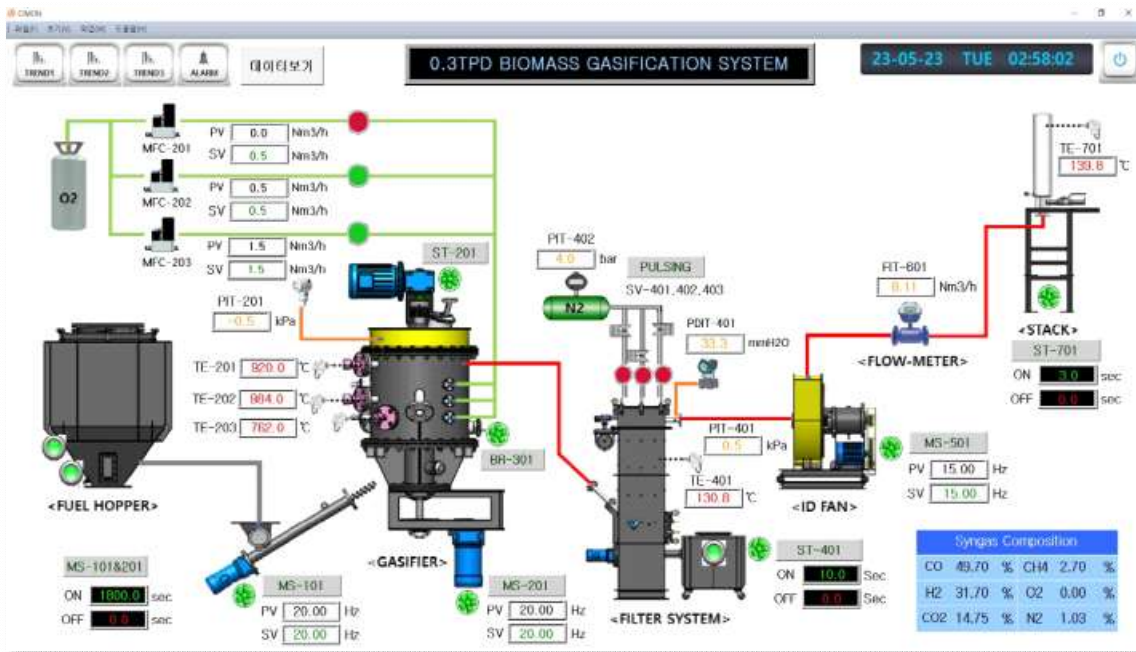 CIMON
TREND1
TREND2
TREND3
ALARM
데이터보기
0.3TPD BIOMASS GASIFICATION SYSTEM
23-05-23 TUE 02:58:02
O2
MFC-201
PV 0.0 Nm3/h
SV 0.5 Nm3/h
MFC-202
PV 0.5 Nm3/h
SV 0.5 Nm3/h
MFC-203
PV 1.5 Nm3/h
SV 1.5 Nm3/h
TE-701
139.8 ℃
ST-201
PIT-402
4.0 bar
PULSING
SV-401,402,403
N2
FIT-601
Nm3/h
PIT-201
-0.5 kPa
PDIT-401
33.3 mmH2O
<STACK>
<FLOW-METER>
ST-701
ON 3.0 sec
OFF 0.0 sec
TE-201 820.0 ℃
TE-202 984.0 ℃
TE-203 762.0 ℃
BR-301
PIT-401
0.5 kPa
TE-401
130.8 ℃
MS-501
PV 15.00 Hz
SV 15.00 Hz
<FUEL HOPPER>
<ID FAN>
<GASIFIER>
ST-401
ON 10.0 Sec
OFF 0.0 Sec
<FILTER SYSTEM>
MS-101&201
ON 1800.0 sec
OFF 0.0 sec
MS-101
PV 20.00 Hz
SV 20.00 Hz
MS-201
PV 20.00 Hz
SV 20.00 Hz
Syngas Composition
CO 49.70 % CH4 2.70 %
H2 31.70 % O2 0.00 %
CO2 14.75 % N2 1.03 %